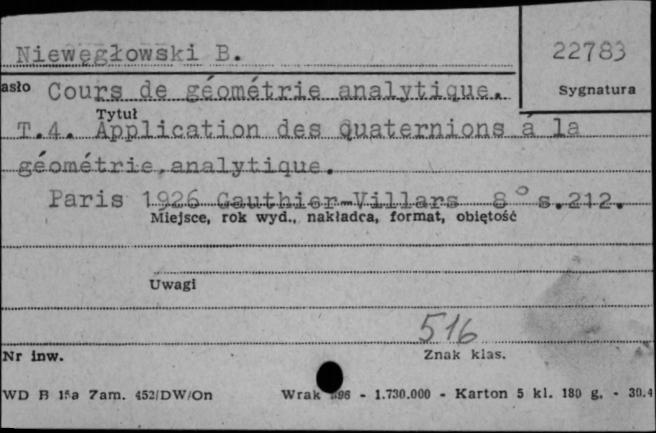 Niewęgłowski B.
22783
asło
Sygnatura
Cours de géométrie analytique.
Tytuł
T.4. Application des quaternions à la
géométrie analytique.
Paris 1926 Gauthier-Villars 8° s.212.
Miejsce, rok wyd., nakładca, format, objętość
Uwagi
516
Nr inw.
Znak klas.
WD B 15a Zam. 452/DW/On
Wrak 896 - 1.730.000 - Karton 5 kl. 180 g. - 30.4